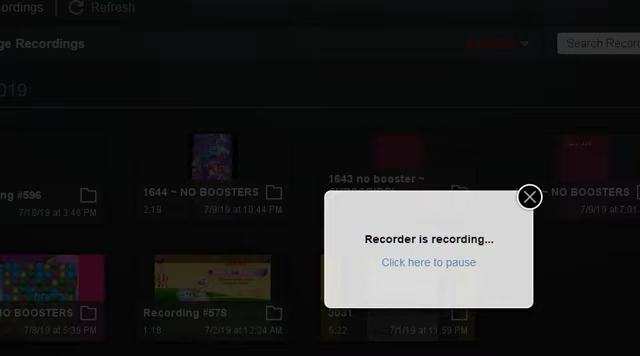 ordings Refresh
ge Recordings Search Recor
019
ng #596
7/10/19 at 3:46 PM
1644 ~ NO BOOSTERS
2:19 7/9/19 at 10:44 PM
1643 no booster ~
~ NO BOOSTERS
7/9/19 at 7:01
Recorder is recording...
Click here to pause
NO BOOSTERS
7/8/19 at 5:39 PM
Recording #578
1:18 7/2/19 at 12:24 AM
3031
5:22 7/1/19 at 11:59 PM